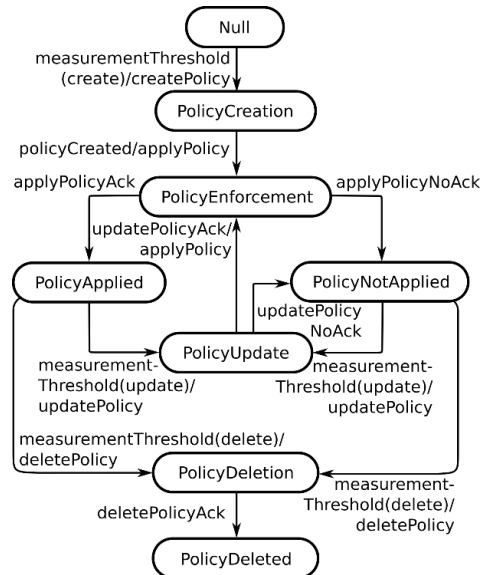 Null
measurementThreshold
(create)/createPolicy
PolicyCreation
policyCreated/applyPolicy
applyPolicyAck
applyPolicyNoAck
PolicyEnforcement
updatePolicyAck/
applyPolicy
PolicyApplied
PolicyNotApplied
updatePolicy
NoAck
PolicyUpdate
measurement-
Threshold(update)/
updatePolicy
measurement-
Threshold(update)/
updatePolicy
measurementThreshold(delete)/
deletePolicy
PolicyDeletion
measurement-
Threshold(delete)/
deletePolicy
deletePolicyAck
PolicyDeleted